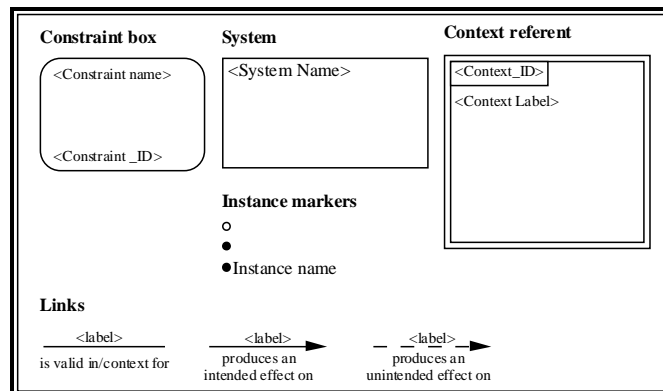 Constraint box
System
Context referent
<Constraint name>
<Constraint _ID>
<System Name>
<Context_ID>
<Context Label>
Instance markers
Instance name
Links
<label>
is valid in/context for
<label>
produces an
intended effect on
<label>
produces an
unintended effect on